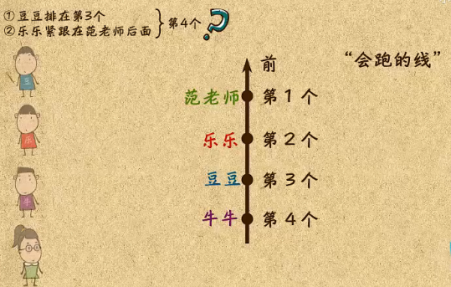 ①豆豆排在第3个
②乐乐紧跟在范老师后面
第4个 ?
前
“会跑的线”
范老师 第1个
乐乐 第2个
豆豆 第3个
牛牛 第4个